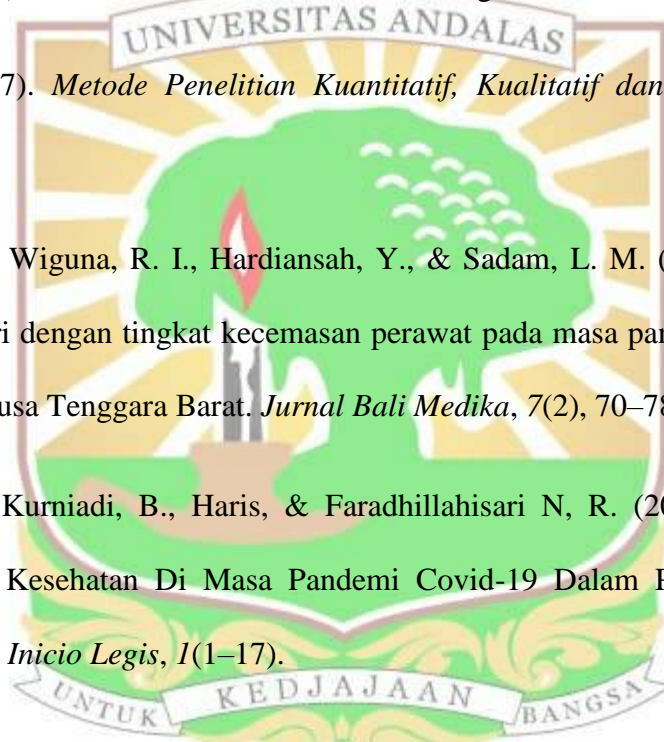 UNIVERSITAS ANDALAS
7). Metode Penelitian Kuantitatif, Kualitatif dan
Wiguna, R. I., Hardiansah, Y., & Sadam, L. M. (
ri dengan tingkat kecemasan perawat pada masa par
usa Tenggara Barat. Jurnal Bali Medika, 7(2), 70–78
Kurniadi, B., Haris, & Faradhillahisari N, R. (20
Kesehatan Di Masa Pandemi Covid-19 Dalam
Inicio Legis, 1(1–17).
UNTUK KEDJAJAAN BANGSA